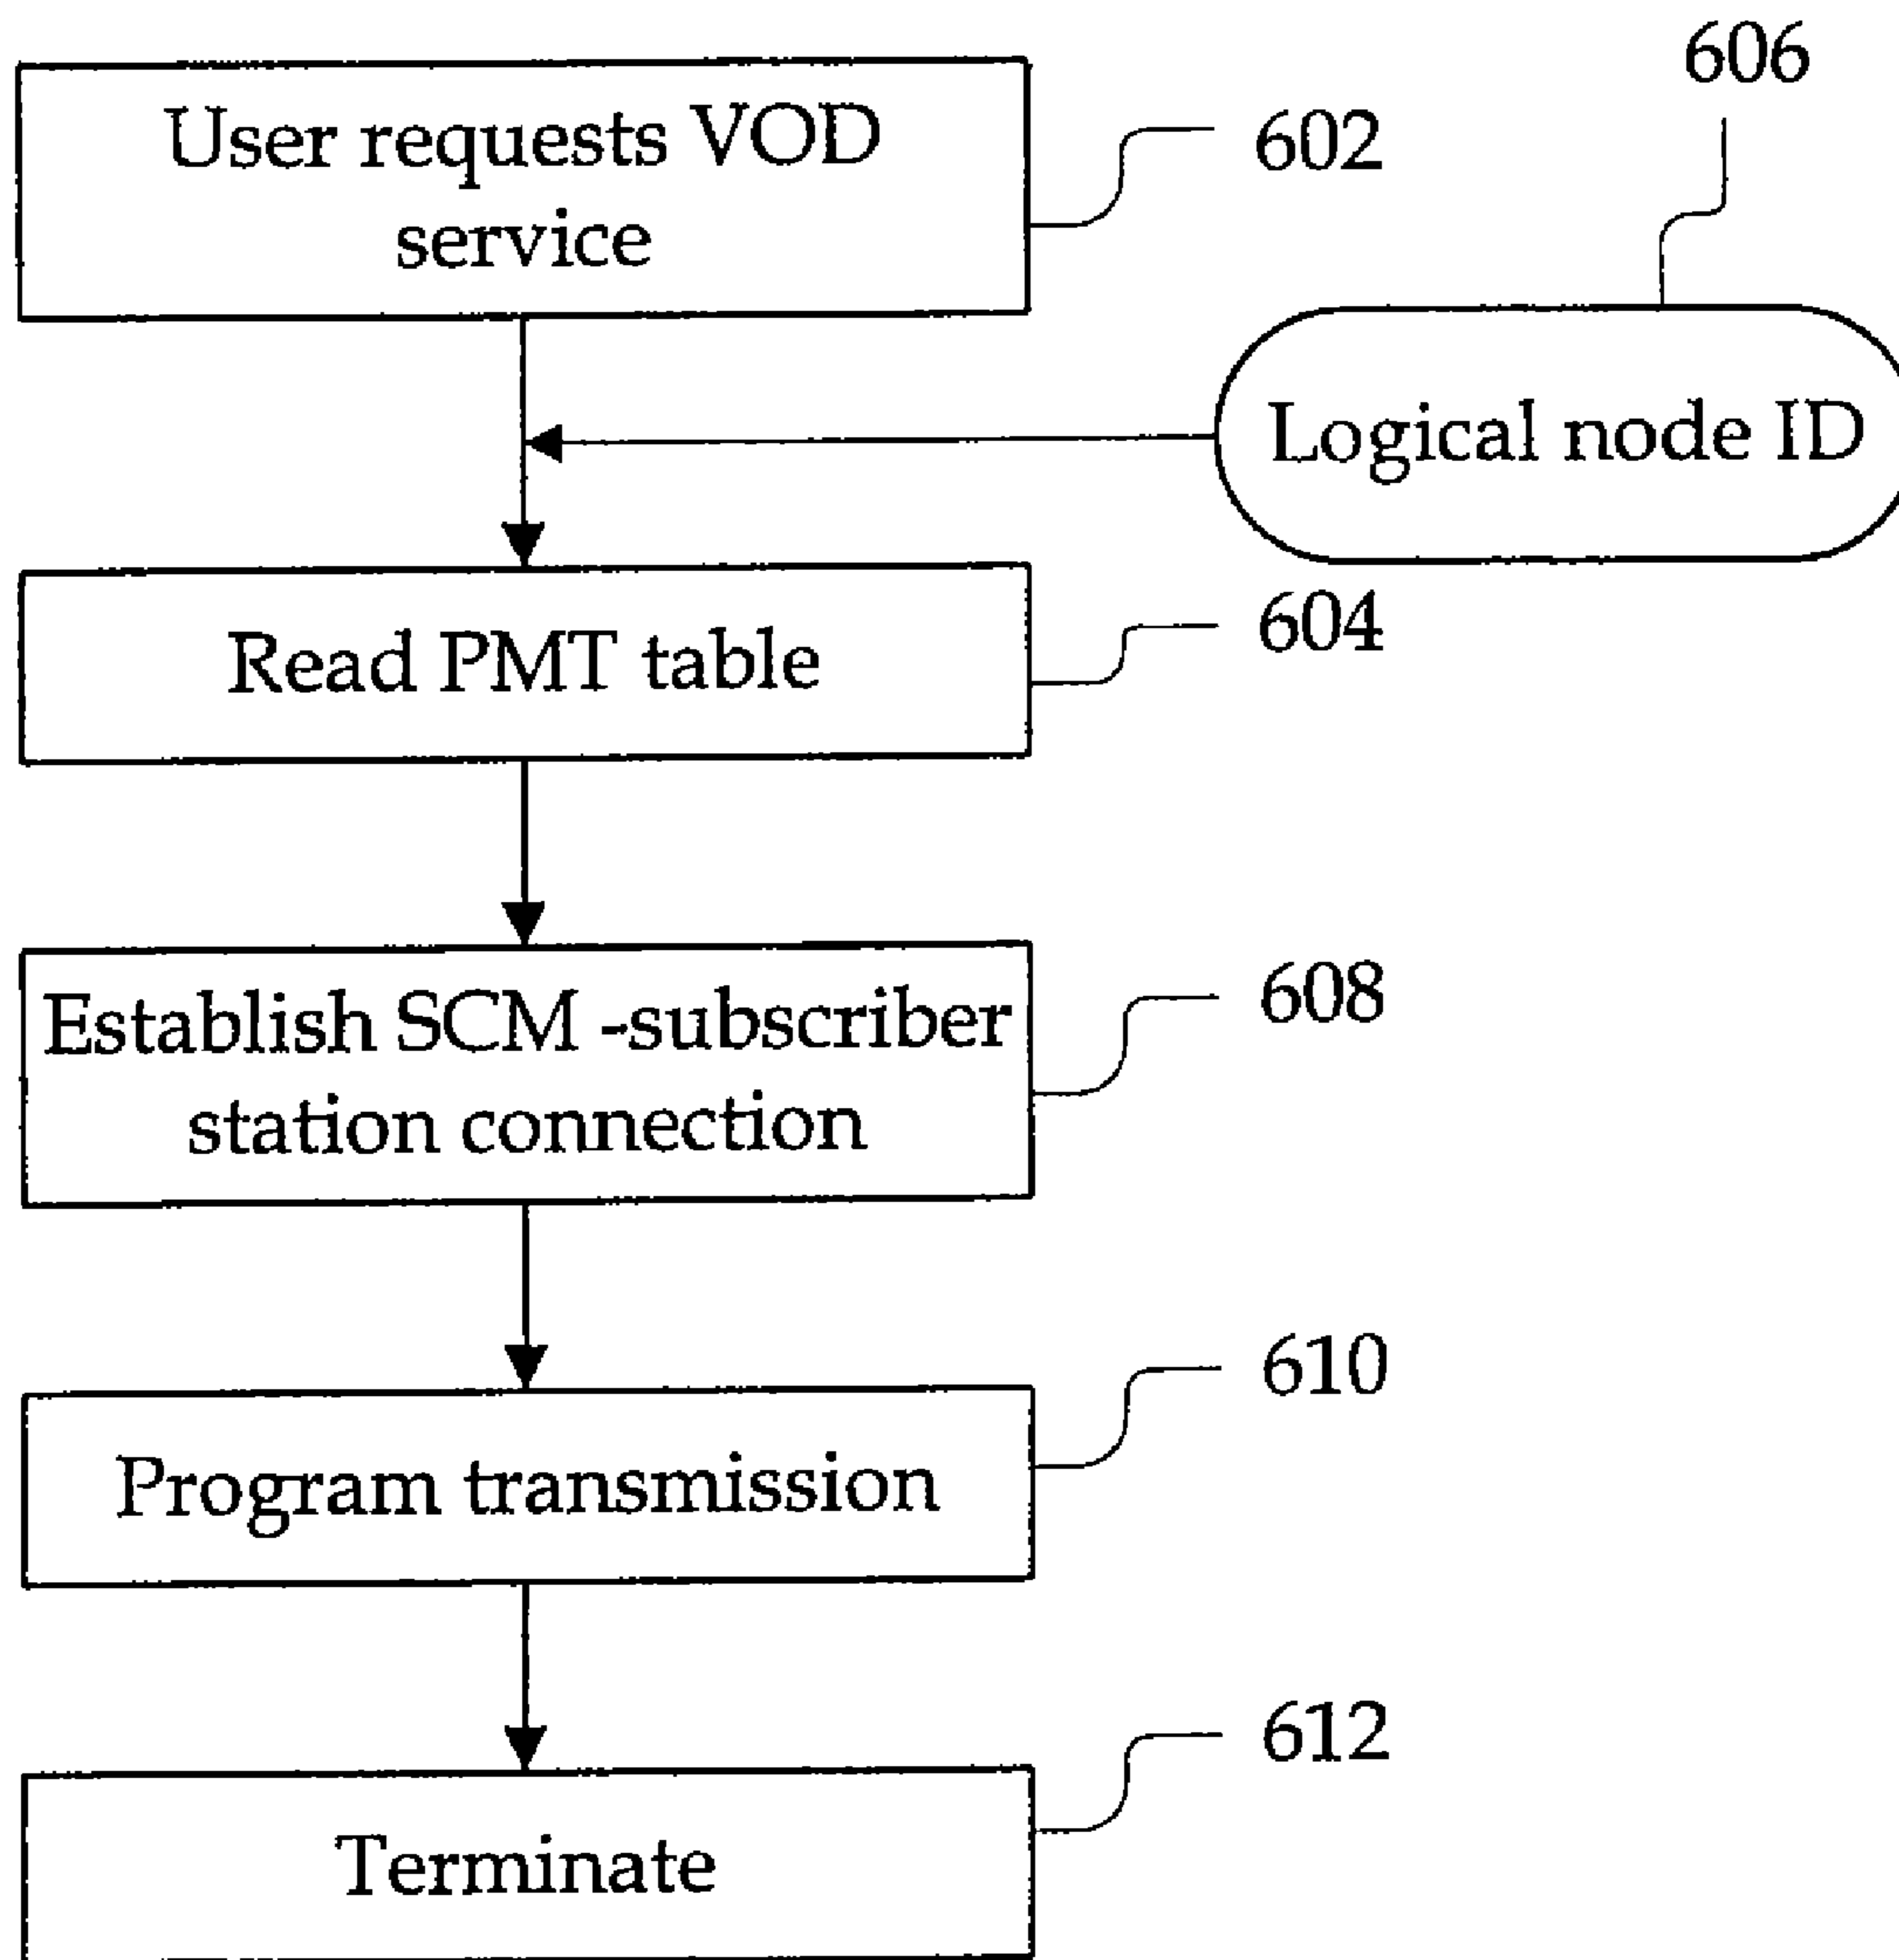 606
User requests VOD
service
602
Logical node ID
Read PMT table
604
Establish SCM -subscriber
station connection
608
Program transmission
610
Terminate
612